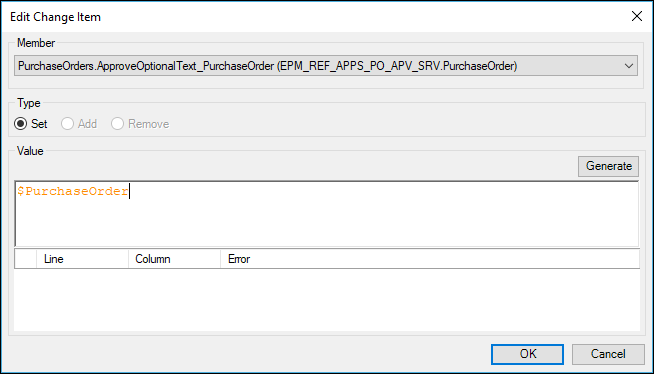 Edit Change Item
Member
PurchaseOrders.ApproveOptionalText_PurchaseOrder (EPM_REF_APPS_PO_APV_SRV.PurchaseOrder)
Type
Set Add Remove
Value
Generate
$PurchaseOrder
Line Column Error
OK Cancel